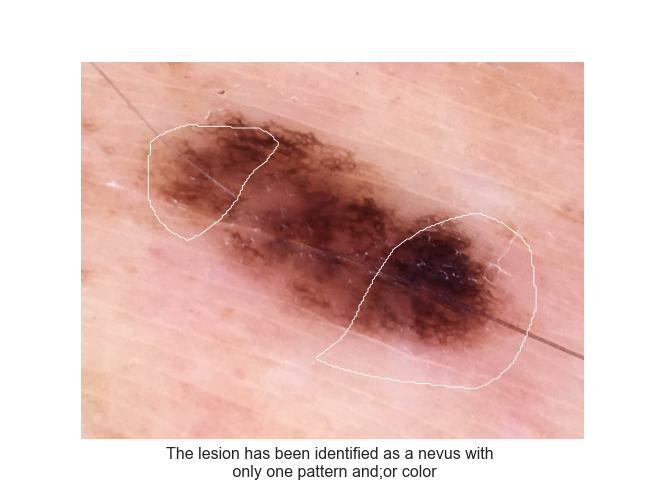 The lesion has been identified as a nevus with
only one pattern and;or color